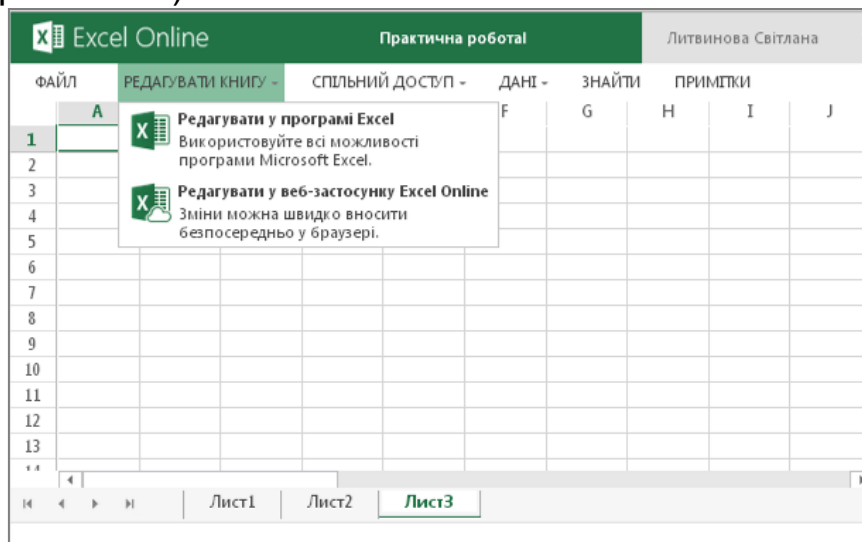 Excel Online Практична робота1 Литвинова Світлана
ФАЙЛ РЕДАГУВАТИ КНИГУ СПІЛЬНИЙ ДОСТУП ДАНІ ЗНАЙТИ ПРИМІТКИ
A F G H I J
Редагувати у програмі Excel
Використовуйте всі можливості
програми Microsoft Excel.
Редагувати у веб-застосунку Excel Online
Зміни можна швидко вносити
безпосередньо у браузері.
1
2
3
4
5
6
7
8
9
10
11
12
13
Лист1 Лист2 Лист3